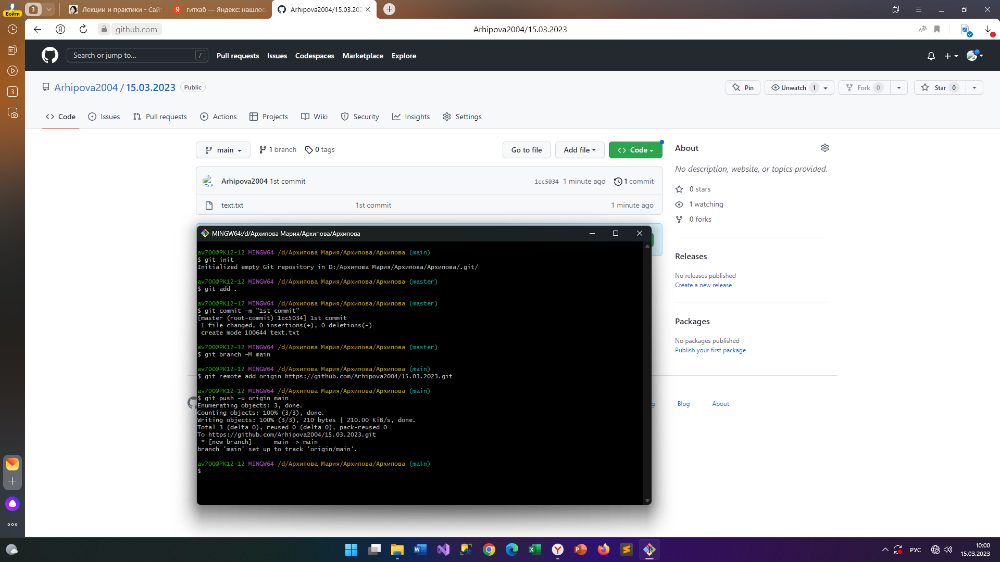 Войти
3
Лекции и практики - Сайт
гитхаб — Яндекс: нашлось
Arhipova2004/15.03.202
github.com
Arhipova2004/15.03.2023
3
Search or jump to...
/
Pull requests
Issues
Codespaces
Marketplace
Explore
Arhipova2004 / 15.03.2023 Public
Pin
Unwatch 1
Fork 0
Star 0
Code
Issues
Pull requests
Actions
Projects
Wiki
Security
Insights
Settings
main
1 branch
0 tags
Go to file
Add file
Code
Arhipova2004 1st commit
1cc5034 1 minute ago
1 commit
text.txt
1st commit
1 minute ago
About
No description, website, or topics provided.
0 stars
1 watching
0 forks
Releases
No releases published
Create a new release
Packages
No packages published
Publish your first package
Blog
About
MINGW64:/d/Архипова Мария/Архипова/Архипова
av700@PK12-12 MINGW64 /d/Архипова Мария/Архипова/Архипова (main)
$ git init
Initialized empty Git repository in D:/Архипова Мария/Архипова/Архипова/.git/
av700@PK12-12 MINGW64 /d/Архипова Мария/Архипова/Архипова (master)
$ git add .
av700@PK12-12 MINGW64 /d/Архипова Мария/Архипова/Архипова (master)
$ git commit -m "1st commit"
[master (root-commit) 1cc5034] 1st commit
1 file changed, 0 insertions(+), 0 deletions(-)
create mode 100644 text.txt
av700@PK12-12 MINGW64 /d/Архипова Мария/Архипова/Архипова (master)
$ git branch -M main
av700@PK12-12 MINGW64 /d/Архипова Мария/Архипова/Архипова (main)
$ git remote add origin https://github.com/Arhipova2004/15.03.2023.git
av700@PK12-12 MINGW64 /d/Архипова Мария/Архипова/Архипова (main)
$ git push -u origin main
Enumerating objects: 3, done.
Counting objects: 100% (3/3), done.
Writing objects: 100% (3/3), 210 bytes | 210.00 KiB/s, done.
Total 3 (delta 0), reused 0 (delta 0), pack-reused 0
To https://github.com/Arhipova2004/15.03.2023.git
* [new branch]      main -> main
branch 'main' set up to track 'origin/main'.
av700@PK12-12 MINGW64 /d/Архипова Мария/Архипова/Архипова (main)
$
РУС
10:00
15.03.2023